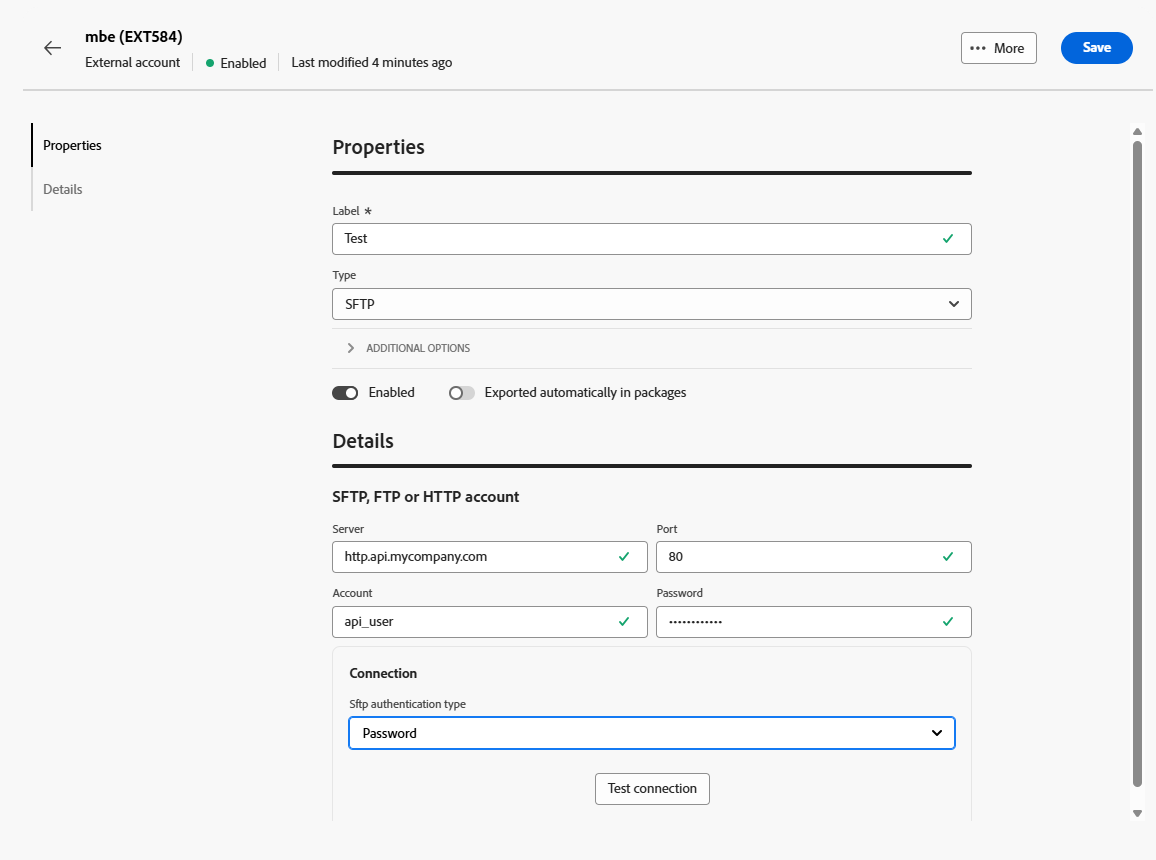 mbe (EXT584)
External account
Enabled
Last modified 4 minutes ago
More
Save
Properties
Details
Properties
Label *
Test
Type
SFTP
ADDITIONAL OPTIONS
Enabled
Exported automatically in packages
Details
SFTP, FTP or HTTP account
Server
Port
http.api.mycompany.com
80
Account
Password
api_user
••••••••••••
Connection
Sftp authentication type
Password
Test connection